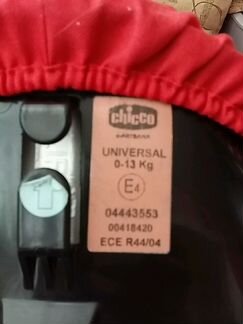 chicco
UNIVERSAL
0-13 Kg
E4
04443553
00418420
ECE R44/04